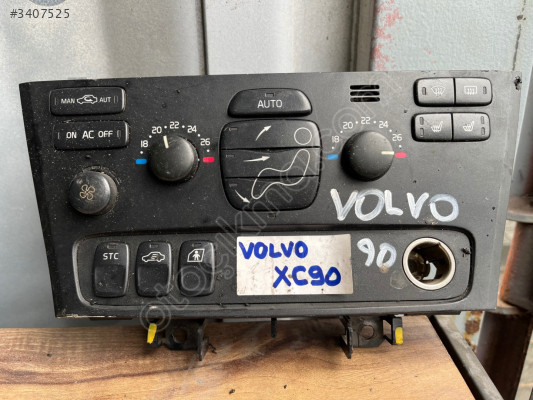 #3407525
MAN AUT
AUTO
ON AC OFF
20 22 24
18 26
20 22 24
18 26
VOLVO
90
STC
VOLVO
XC90